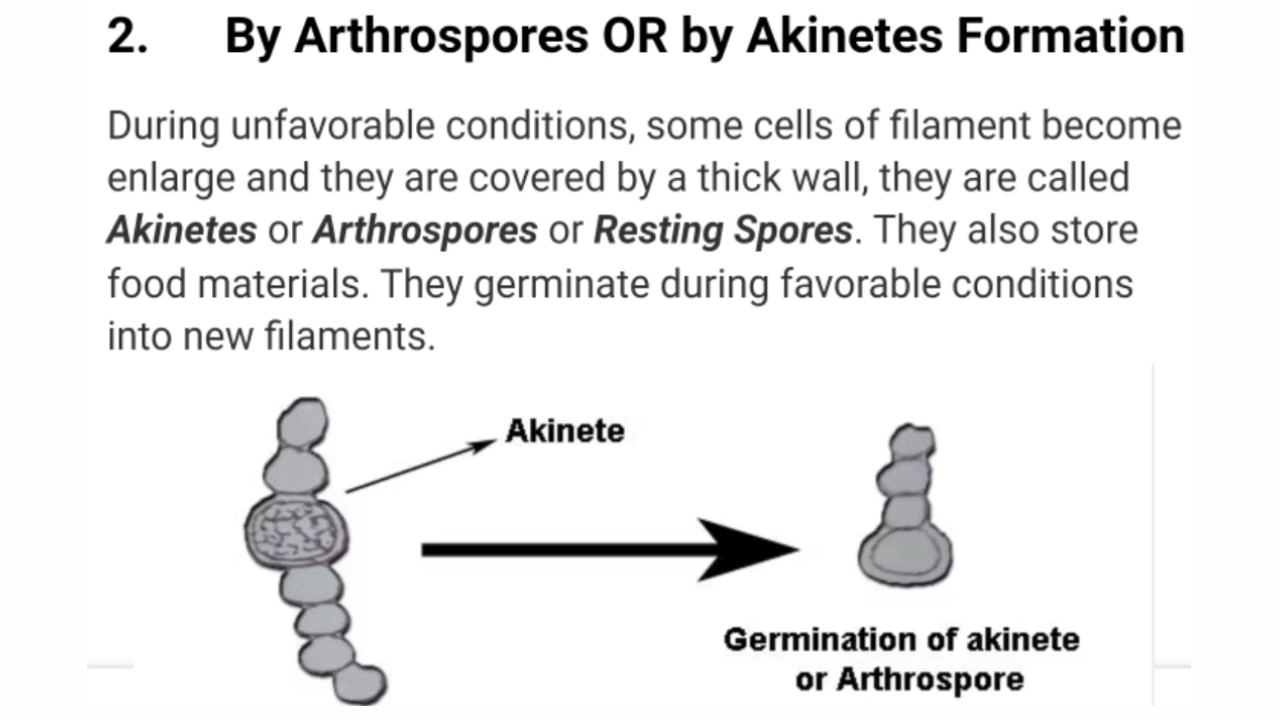 2. By Arthrospores OR by Akinetes Formation
During unfavorable conditions, some cells of filament become
enlarge and they are covered by a thick wall, they are called
Akinetes or Arthrospores or Resting Spores. They also store
food materials. They germinate during favorable conditions
into new filaments.
Akinete
Germination of akinete
or Arthrospore